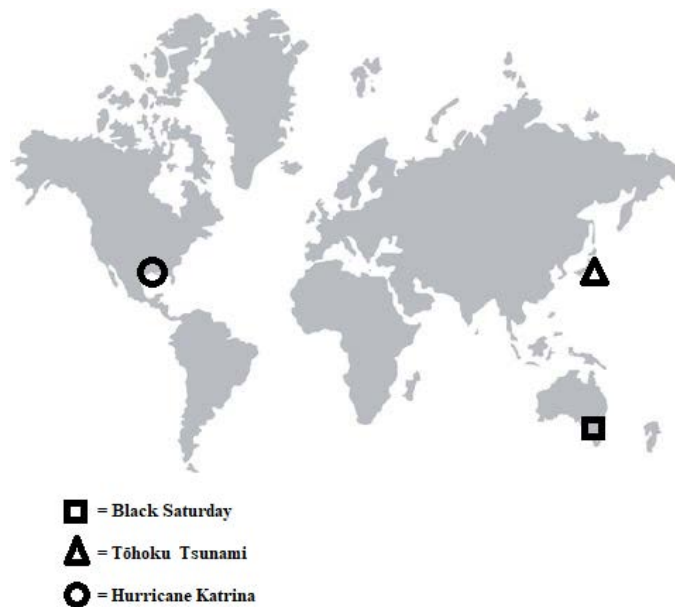 = Black Saturday
= Tōhoku Tsunami
= Hurricane Katrina